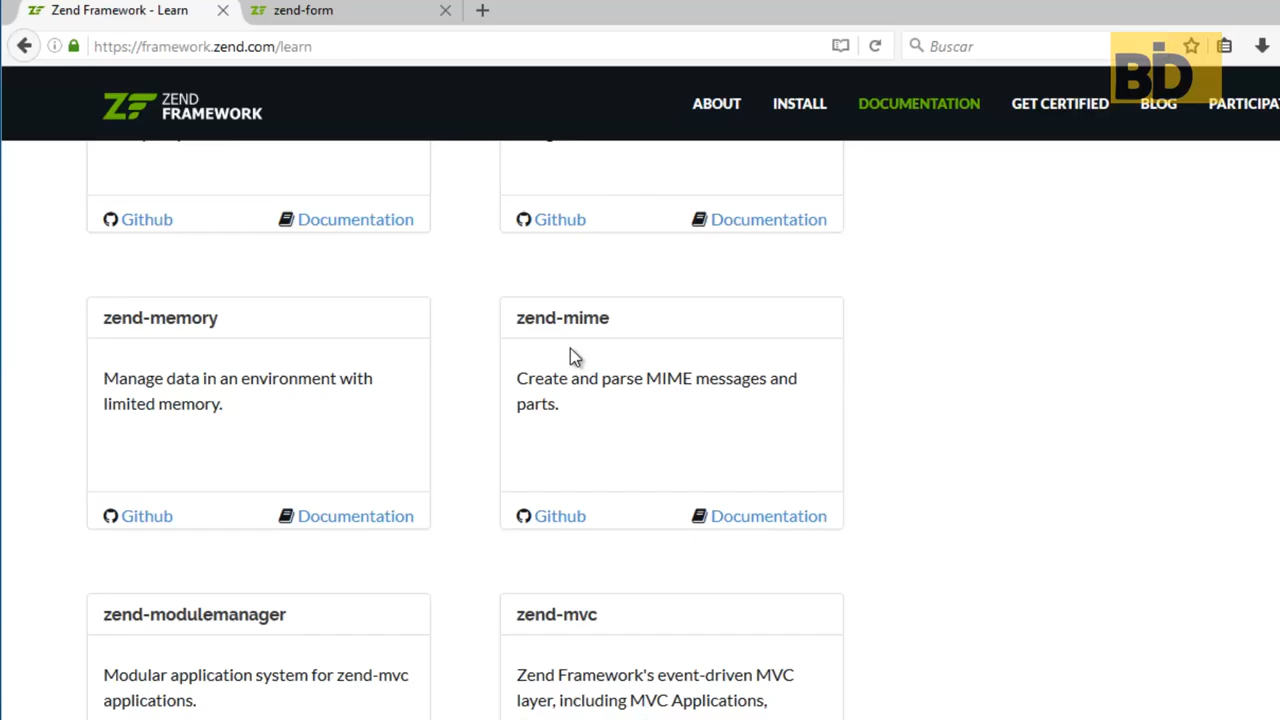 Zend Framework - Learn
zend-form
https://framework.zend.com/learn
Buscar
BID
ZEND
FRAMEWORK
ABOUT
INSTALL
DOCUMENTATION
GET CERTIFIED
BLOG
PARTICIPA
Github
Documentation
Github
Documentation
zend-memory
zend-mime
Manage data in an environment with
limited memory.
Create and parse MIME messages and
parts.
Github
Documentation
Github
Documentation
zend-modulemanager
zend-mvc
Modular application system for zend-mvc
applications.
Zend Framework's event-driven MVC
layer, including MVC Applications,